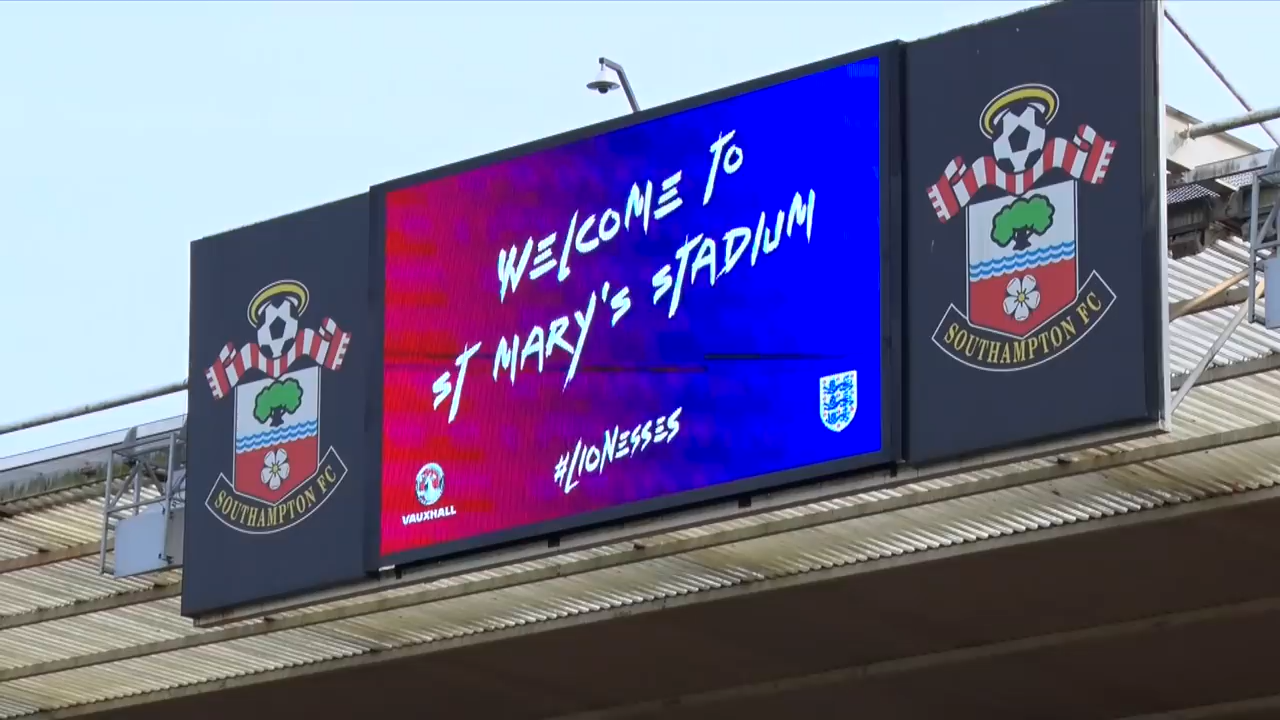 WELCOME TO
ST MARY'S STADIUM
#LIONESSES
VAUXHALL
SOUTHAMPTON FC
SOUTHAMPTON FC